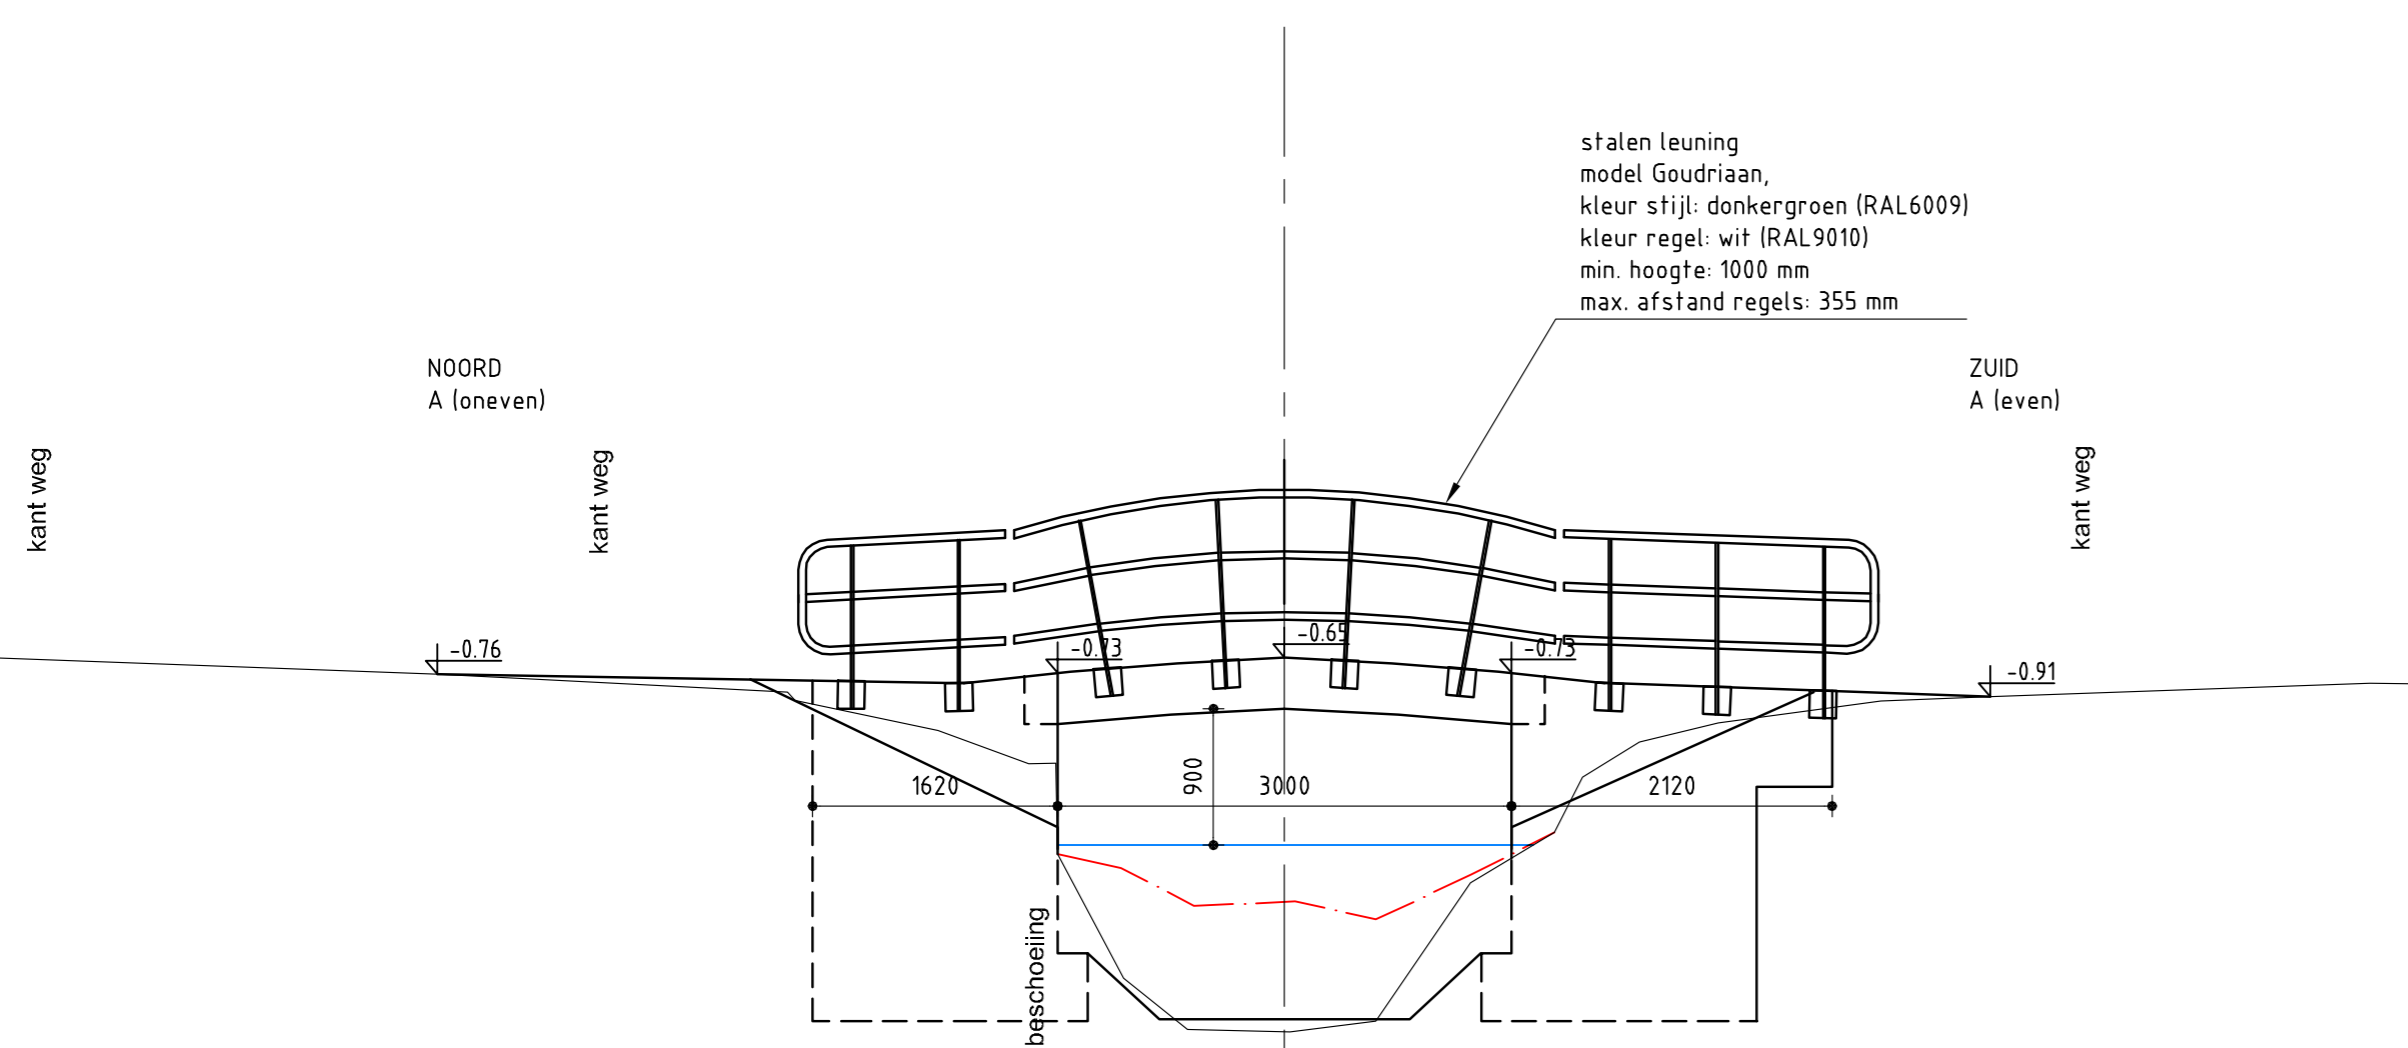 stalen leuning
model Goudriaan,
kleur stijl: donkergroen (RAL6009)
kleur regel: wit (RAL9010)
min. hoogte: 1000 mm
max. afstand regels: 355 mm
NOORD
A (oneven)
ZUID
A (even)
kant weg
kant weg
kant weg
-0.76
-0.73
-0.65
-0.73
-0.91
1620
900
3000
2120
beschoeiing